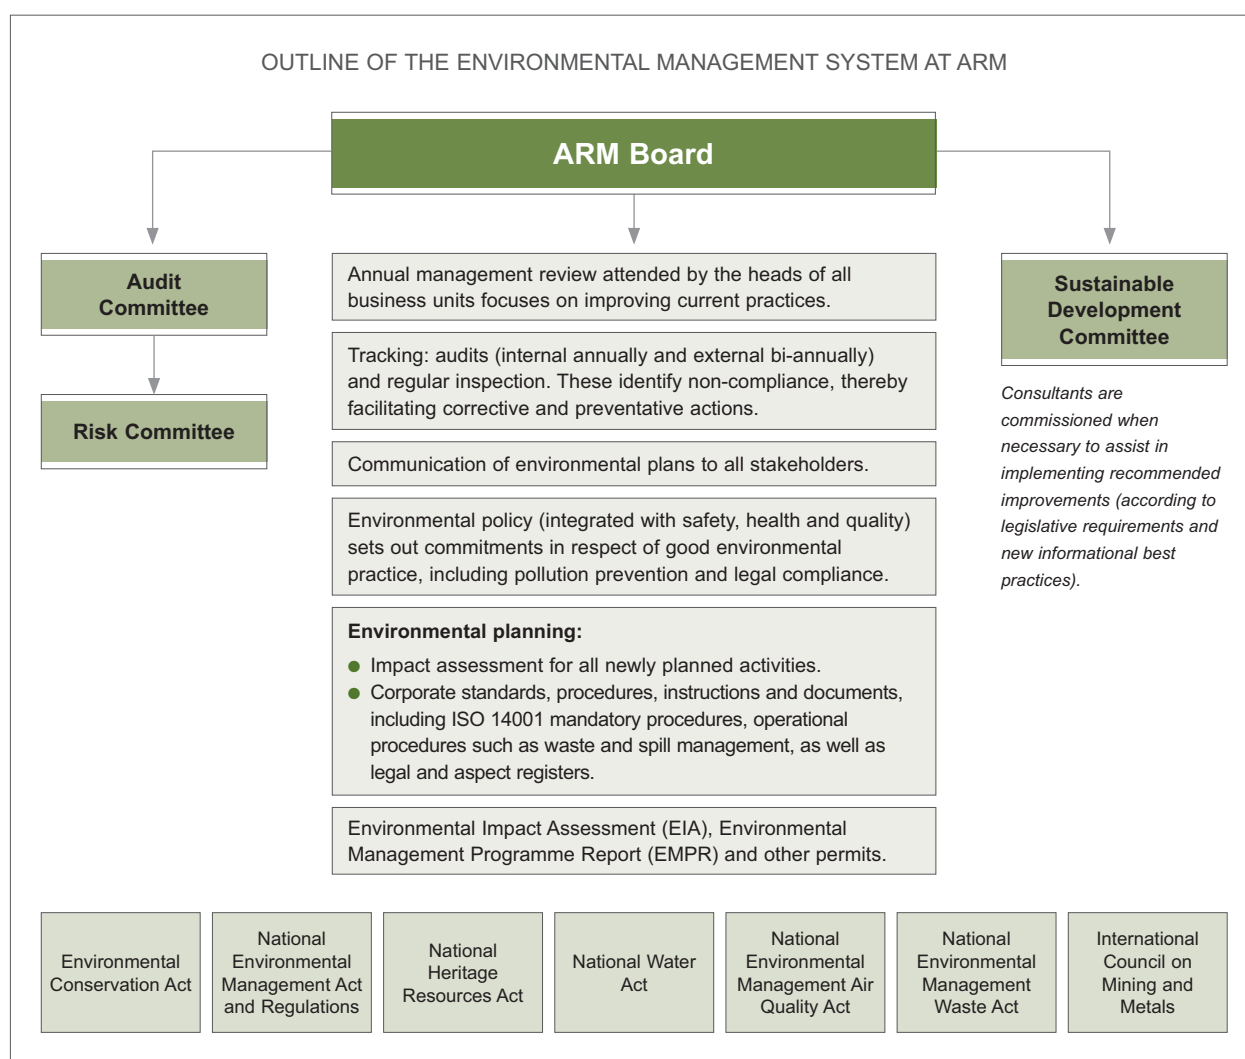 OUTLINE OF THE ENVIRONMENTAL MANAGEMENT SYSTEM AT ARM
ARM Board
Audit
Committee
Risk Committee
Annual management review attended by the heads of all
business units focuses on improving current practices.
Tracking: audits (internal annually and external bi-annually)
and regular inspection. These identify non-compliance, thereby
facilitating corrective and preventative actions.
Communication of environmental plans to all stakeholders.
Environmental policy (integrated with safety, health and quality)
sets out commitments in respect of good environmental
practice, including pollution prevention and legal compliance.
Environmental planning:
● Impact assessment for all newly planned activities.
● Corporate standards, procedures, instructions and documents,
including ISO 14001 mandatory procedures, operational
procedures such as waste and spill management, as well as
legal and aspect registers.
Environmental Impact Assessment (EIA), Environmental
Management Programme Report (EMPR) and other permits.
Sustainable
Development
Committee
Consultants are
commissioned when
necessary to assist in
implementing recommended
improvements (according to
legislative requirements and
new informational best
practices).
Environmental
Conservation Act
National
Environmental
Management Act
and Regulations
National
Heritage
Resources Act
National Water
Act
National
Environmental
Management Air
Quality Act
National
Environmental
Management
Waste Act
International
Council on
Mining and
Metals